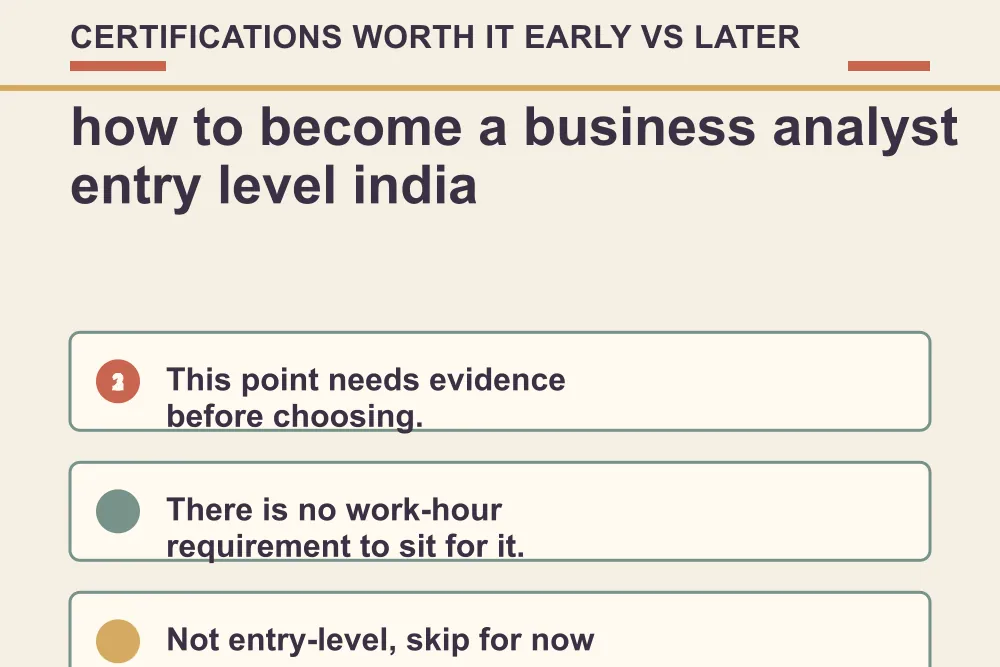 CERTIFICATIONS WORTH IT EARLY VS LATER
how to become a business analyst
entry level india
This point needs evidence
before choosing.
There is no work-hour
requirement to sit for it.
Not entry-level, skip for now